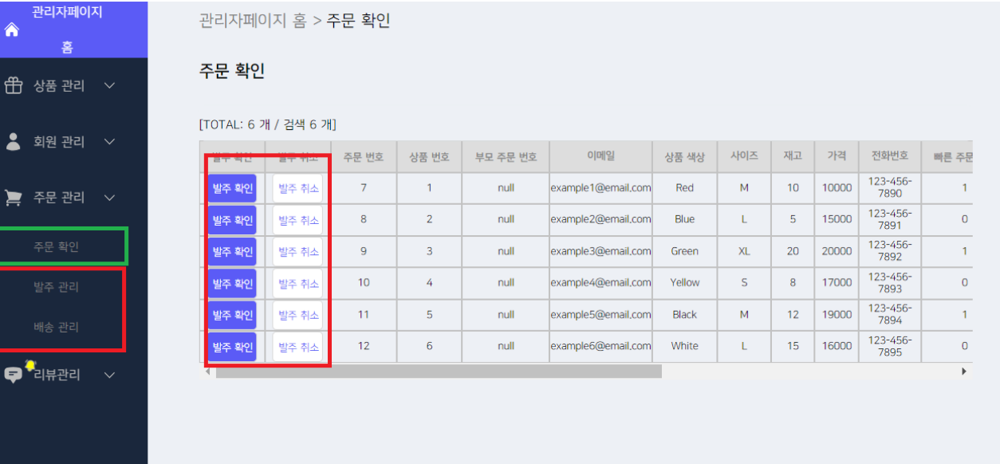 관리자페이지
홈
상품 관리
회원 관리
주문 관리
주문 확인
발주 관리
배송 관리
리뷰관리
관리자페이지 홈 > 주문 확인
주문 확인
[TOTAL: 6 개 / 검색 6 개]
발주 확인 발주 취소 주문 번호 상품 번호 부모 주문 번호 이메일 상품 색상 사이즈 재고 가격 전화번호 빠른 주문
발주 확인 발주 취소 7 1 null example1@email.com Red M 10 10000 123-456-7890 1
발주 확인 발주 취소 8 2 null example2@email.com Blue L 5 15000 123-456-7891 0
발주 확인 발주 취소 9 3 null example3@email.com Green XL 20 20000 123-456-7892 1
발주 확인 발주 취소 10 4 null example4@email.com Yellow S 8 17000 123-456-7893 0
발주 확인 발주 취소 11 5 null example5@email.com Black M 12 19000 123-456-7894 1
발주 확인 발주 취소 12 6 null example6@email.com White L 15 16000 123-456-7895 0